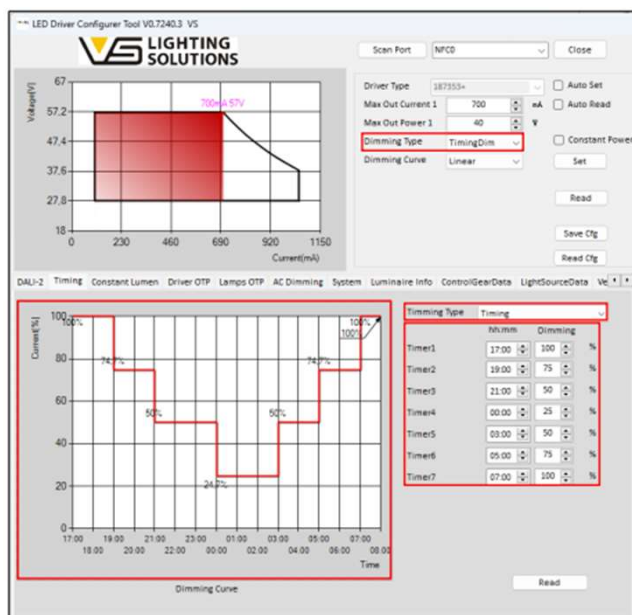 LED Driver Configurer Tool V0.7240.3 VS
VS LIGHTING SOLUTIONS
Scan Port NFC0 Close
Driver Type 187353* Auto Set
Max Out Current 1 700 mA Auto Read
Max Out Power 1 40
Dimming Type TimingDim Constant Power
Dimming Curve Linear Set
Read
Save Cfg
Read Cfg
Voltage(V)
67
57,2
47,4
37.6
27,8
18
700mA 57V
0 230 460 690 920 1150
Current(mA)
DALI-2 Timing Constant Lumen Driver OTP Lamps OTP AC Dimming System Luminaire Info ControlGearData LightSourceData Ve
Current(%)
100
80
60
40
20
0
100%
74,7%
50%
24,7%
50%
74,7%
100%
100%
17:00 19:00 21:00 23:00 01:00 03:00 05:00 07:00
18.00 20.00 22:00 00:00 02:00 04.00 06.00 08.00
Time
Dimming Curve
Timming Type Timing
hh:mm Dimming
Timer1 17:00 100 %
Timer2 19:00 75 %
Timer3 21:00 50 %
Timer4 00:00 25 %
Timer5 03:00 50 %
Timer6 05:00 75 %
Timer7 07:00 100 %
Read